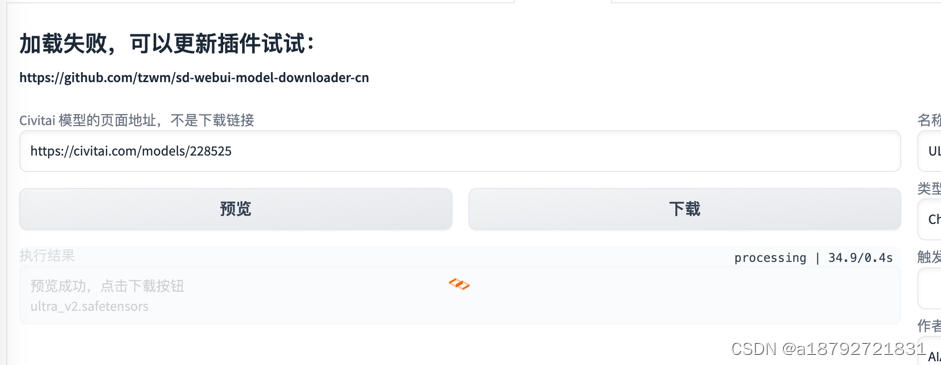 加载失败，可以更新插件试试：
https://github.com/tzwm/sd-webui-model-downloader-cn
Civitai 模型的页面地址，不是下载链接
https://civitai.com/models/228525
预览
下载
执行结果
processing | 34.9/0.4s
预览成功，点击下载按钮
ultra_v2.safetensors
名称
UL
类型
Ch
触发
作者
CSDN @a18792721831